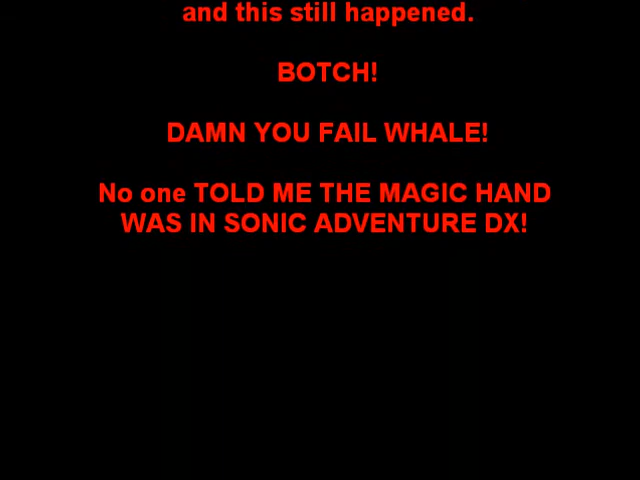 and this still happened.
BOTCH!
DAMN YOU FAIL WHALE!
No one TOLD ME THE MAGIC HAND
WAS IN SONIC ADVENTURE DX!